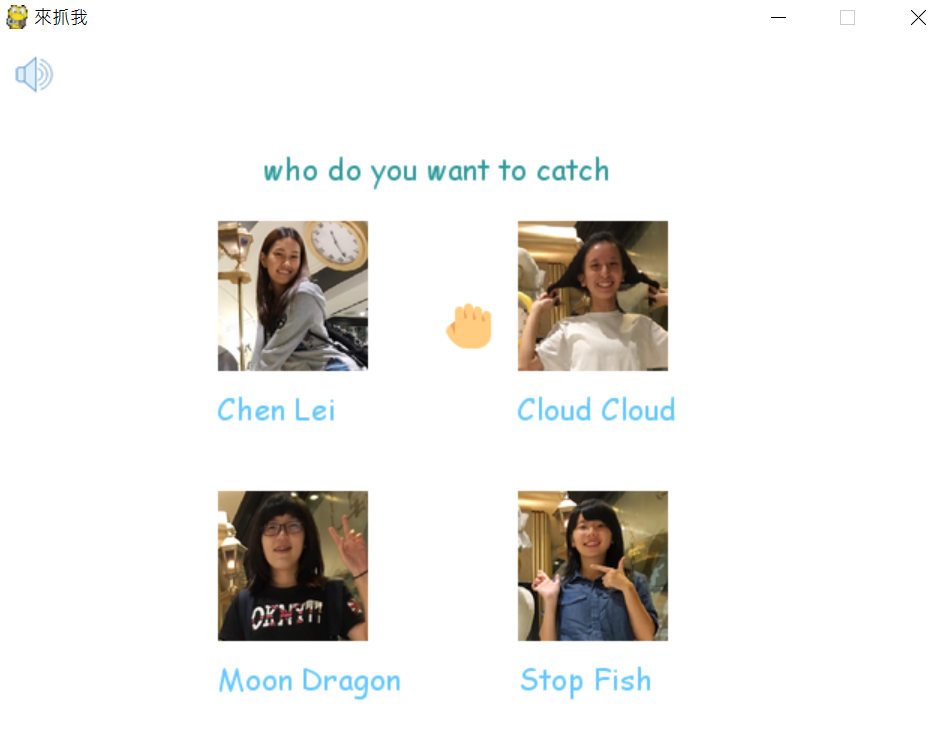 來抓我
who do you want to catch
Chen Lei
Cloud Cloud
Moon Dragon
Stop Fish